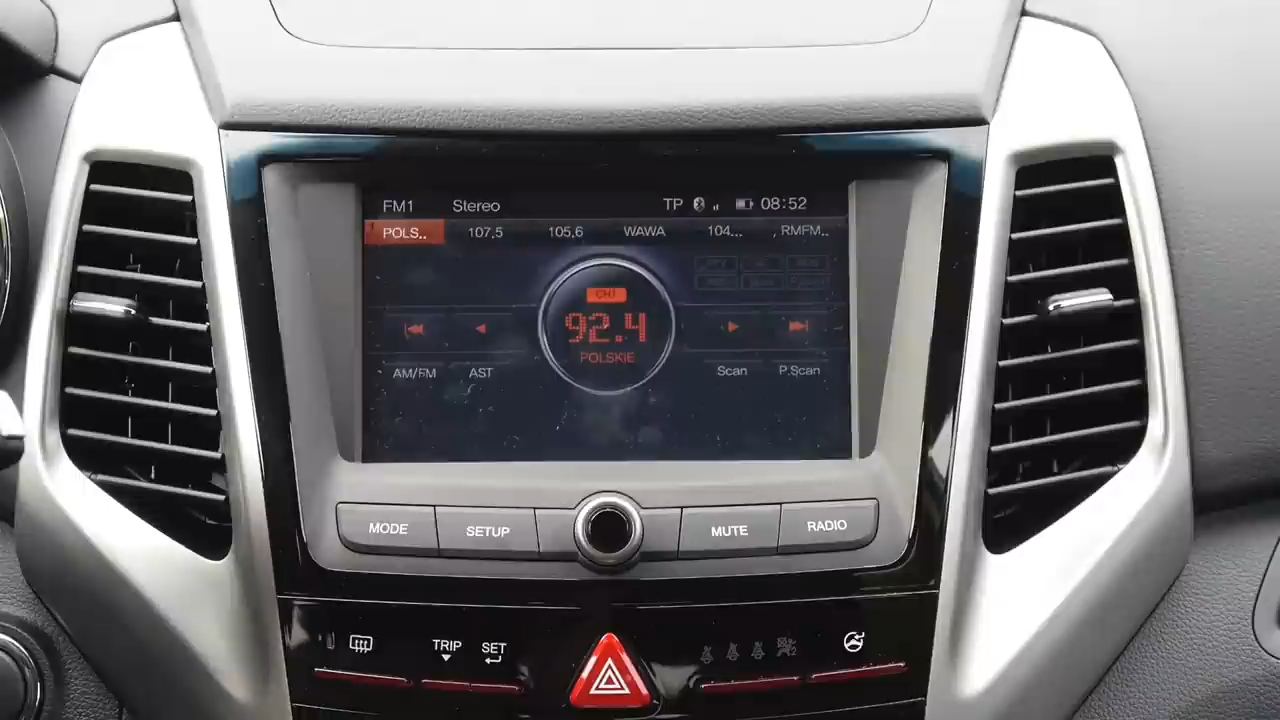 FM1 Stereo TP 08:52
POLS.. 107,5 105,6 WAWA 104... , RMFM..
CH1
92.4
POLSKIE
AM/FM AST Scan P.Scan
MODE SETUP MUTE RADIO
TRIP SET